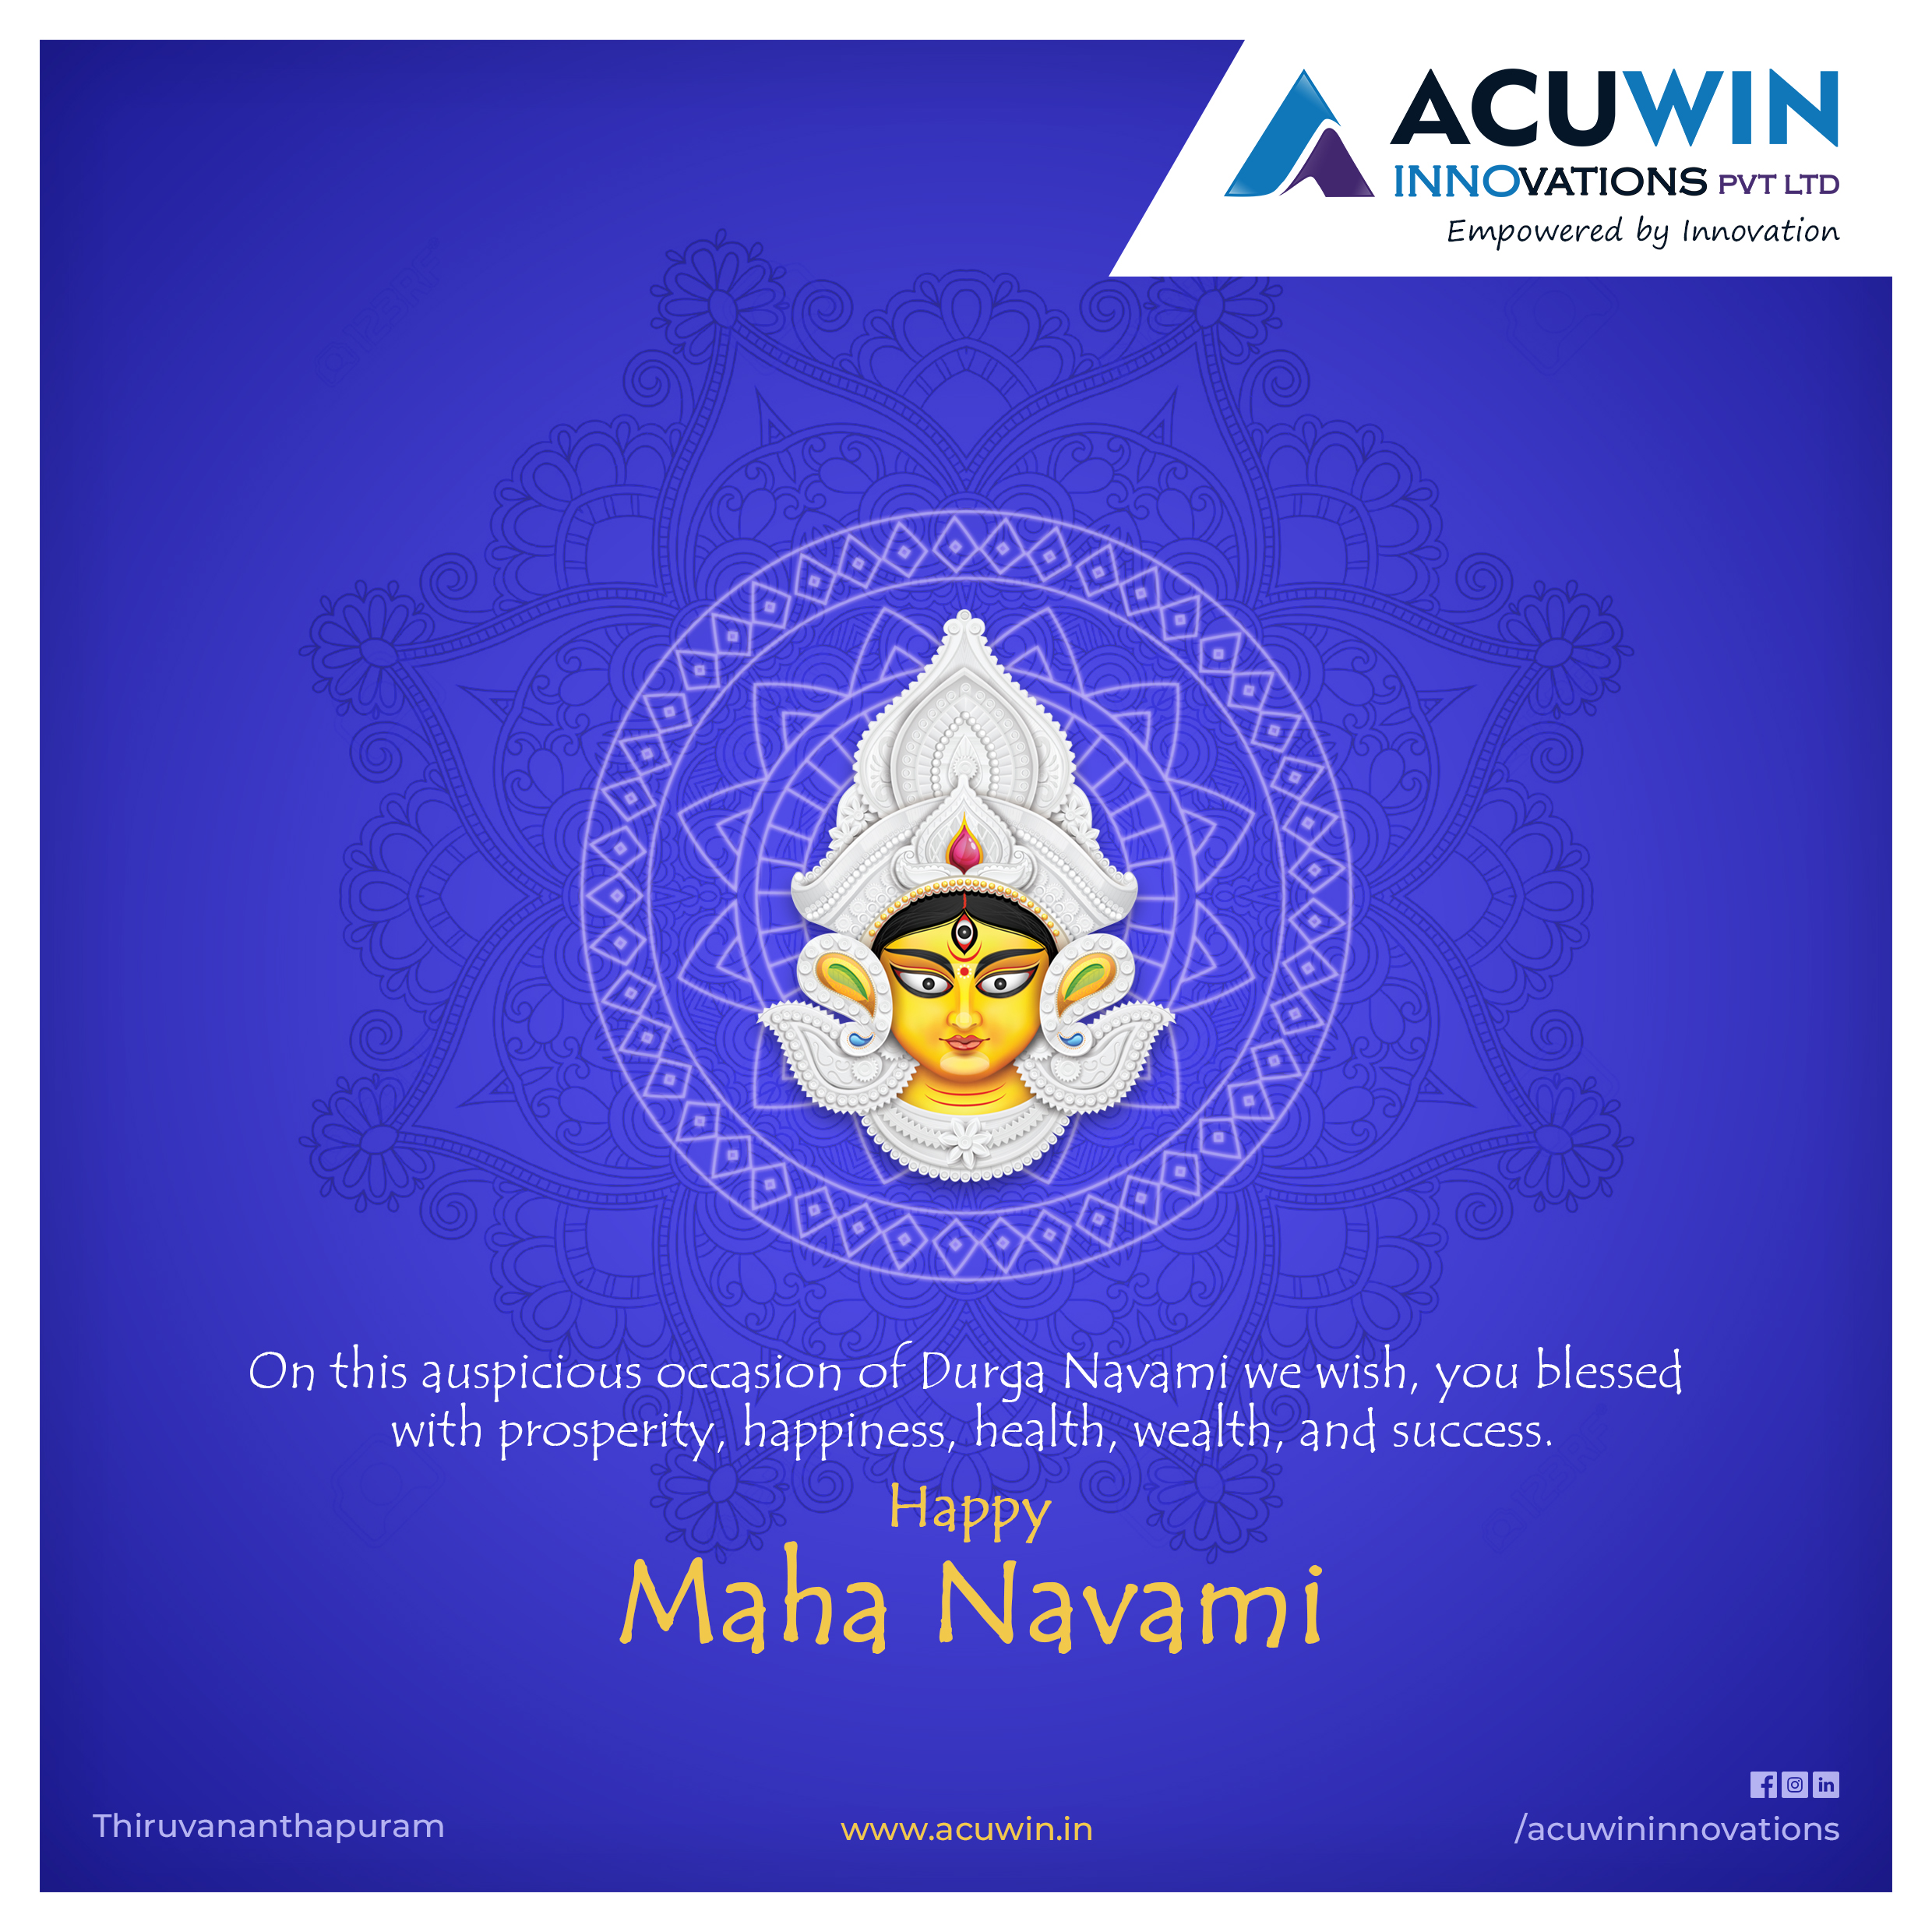 ACUWIN
INNOVATIONS PVT LTD
Empowered by Innovation
On this auspicious occasion of Durga Navami we wish, you blessed
with prosperity, happiness, health, wealth, and success.
Happy
Maha Navami
Thiruvananthapuram
www.acuwin.in
/acuwininnovations